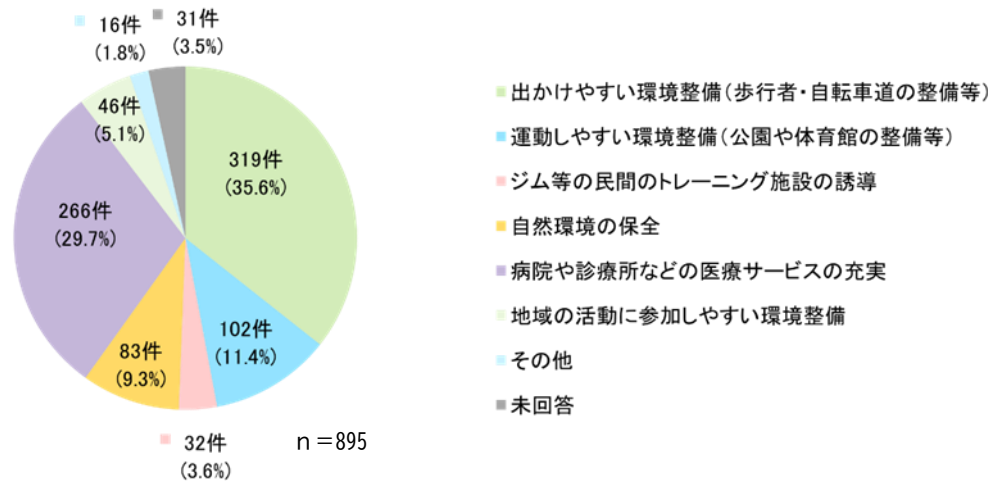 16件
(1.8%)
31件
(3.5%)
46件
(5.1%)
319件
(35.6%)
266件
(29.7%)
102件
(11.4%)
83件
(9.3%)
32件
(3.6%)
n=895
出かけやすい環境整備(歩行者・自転車道の整備等)
運動しやすい環境整備(公園や体育館の整備等)
ジム等の民間のトレーニング施設の誘導
自然環境の保全
病院や診療所などの医療サービスの充実
地域の活動に参加しやすい環境整備
その他
未回答